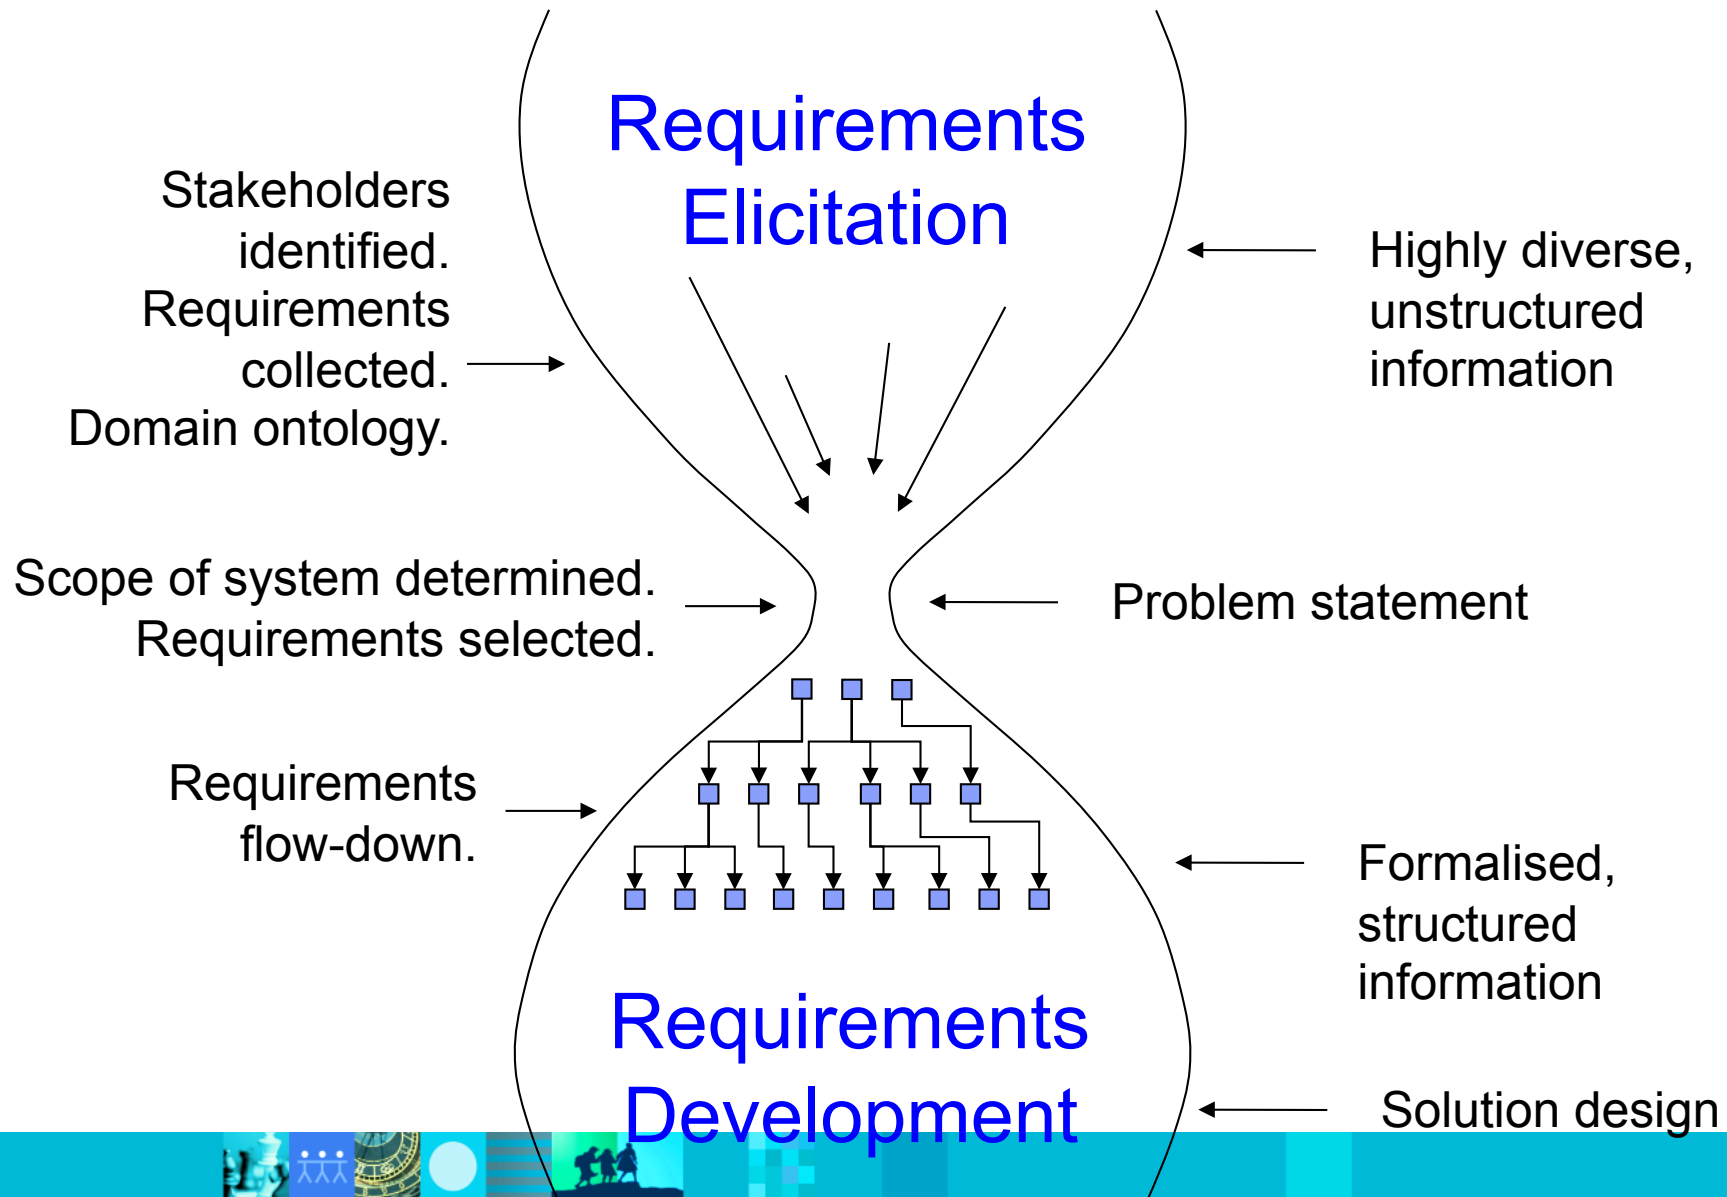 Requirements
Elicitation
Stakeholders
identified.
Requirements
collected.
Domain ontology.
Highly diverse,
unstructured
information
Scope of system determined.
Requirements selected.
Problem statement
Requirements
flow-down.
Formalised,
structured
information
Requirements
Development
Solution design